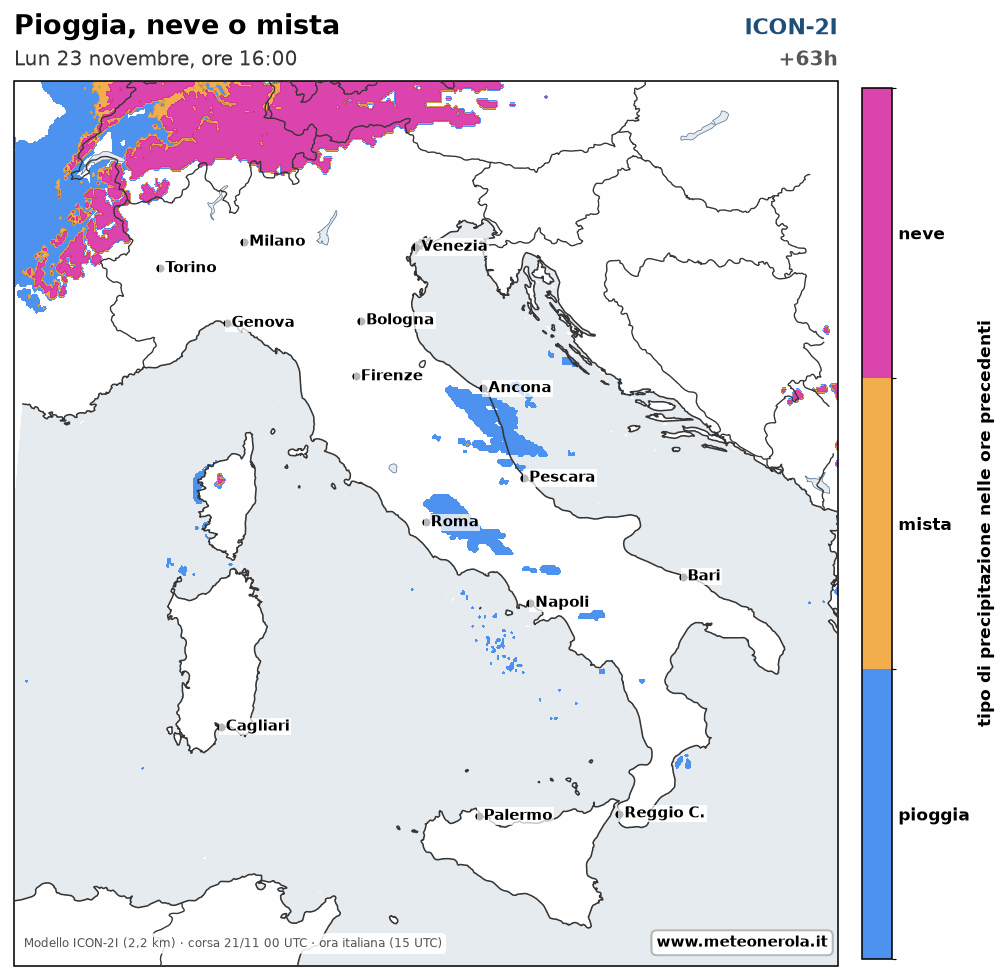 Pioggia, neve o mista
ICON-2I
Lun 23 novembre, ore 16:00
+63h
neve
Milano
Venezia
Torino
Genova
Bologna
Firenze
Ancona
Pescara
Roma
mista
Bari
Napoli
Cagliari
Palermo
Reggio C.
pioggia
tipo di precipitazione nelle ore precedenti
Modello ICON-2I (2,2 km) · corsa 21/11 00 UTC · ora italiana (15 UTC)
www.meteonerola.it